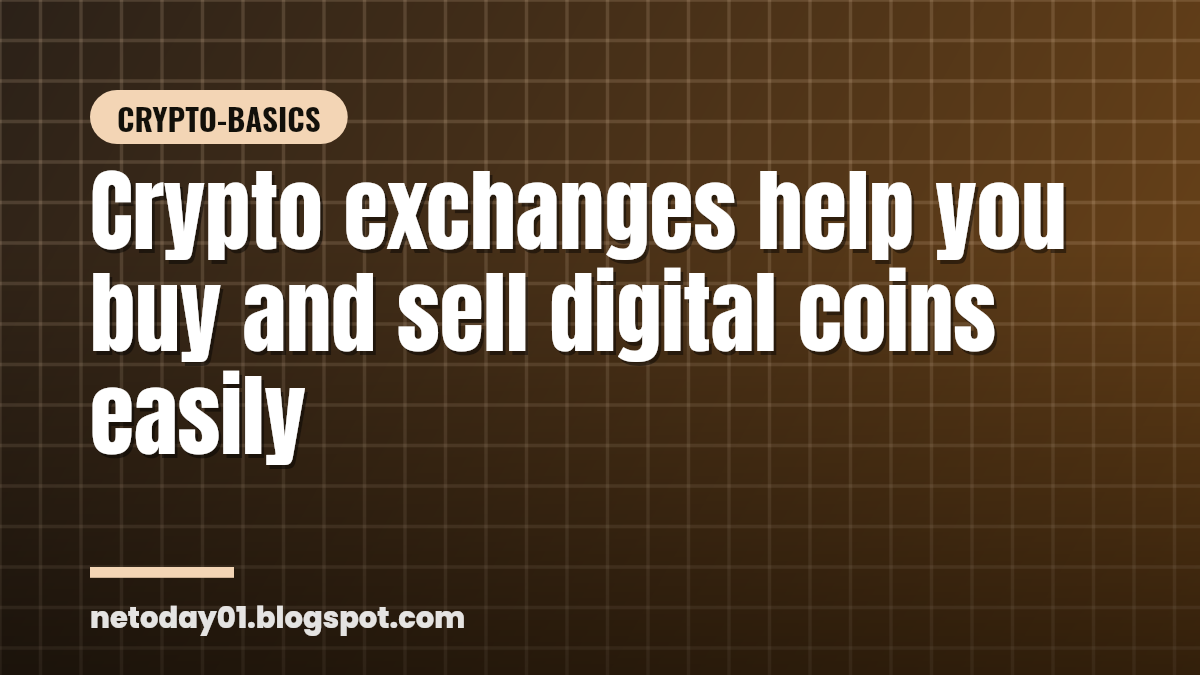 CRYPTO-BASICS
Crypto exchanges help you
buy and sell digital coins
easily
netoday01.blogspot.com